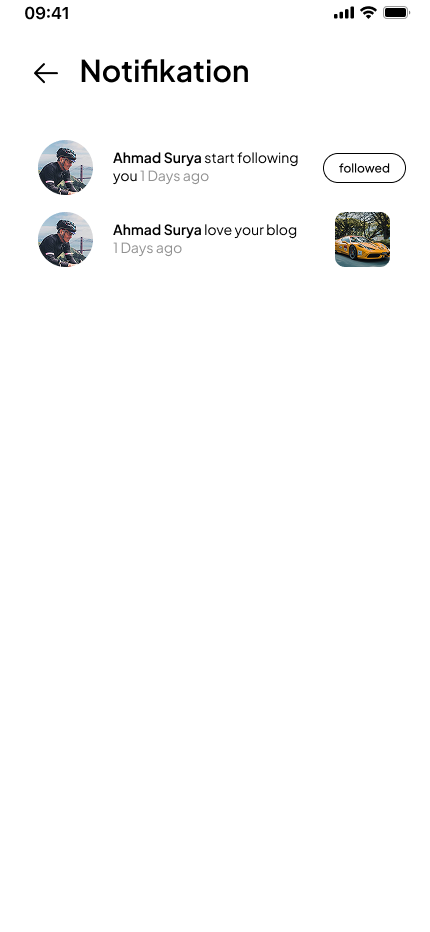 09:41
Notifikation
Ahmad Surya start following
you 1 Days ago
followed
Ahmad Surya love your blog
1 Days ago